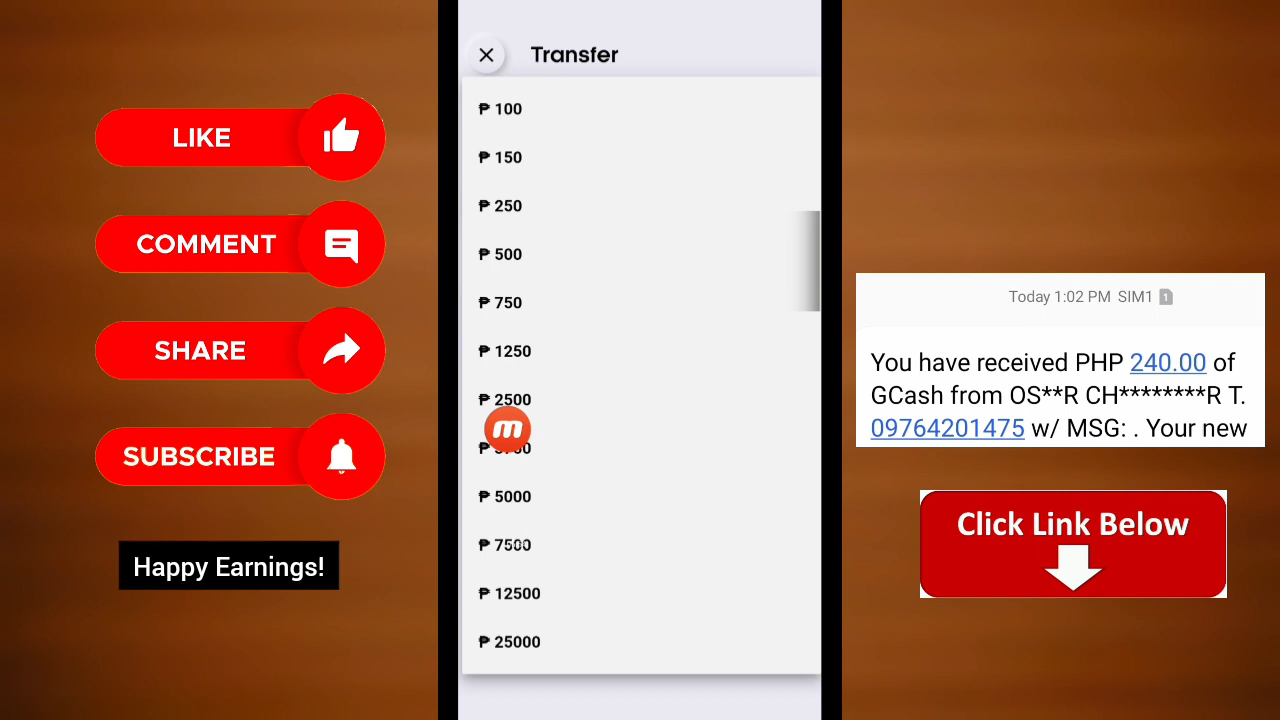 LIKE
COMMENT
SHARE
SUBSCRIBE
Happy Earnings!
Transfer
₱ 100
₱ 150
₱ 250
₱ 500
₱ 750
₱ 1250
₱ 2500
₱ 5000
₱ 7500
₱ 12500
₱ 25000
Today 1:02 PM SIM1 1
You have received PHP 240.00 of
GCash from OS**R CH********R T.
09764201475 w/ MSG: . Your new
Click Link Below